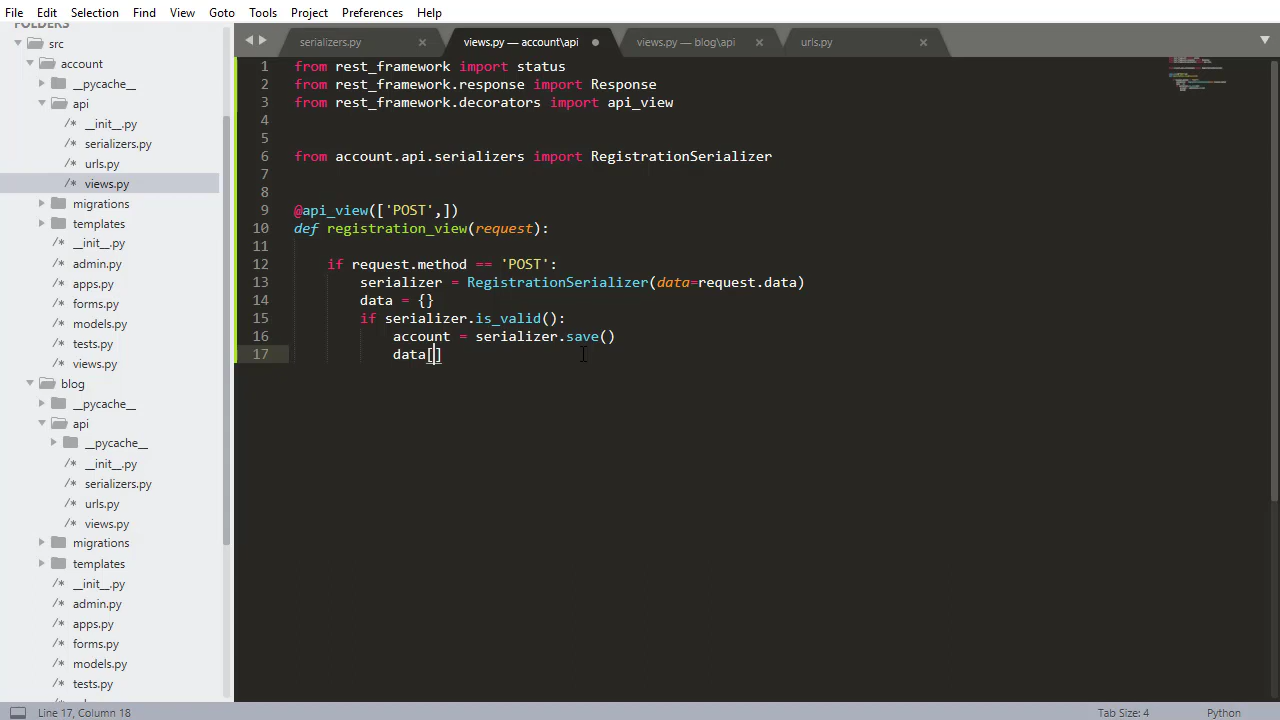 File Edit Selection Find View Goto Tools Project Preferences Help
FOLDERS
src
account
__pycache__
api
/* __init__.py
/* serializers.py
/* urls.py
/* views.py
migrations
templates
/* __init__.py
/* admin.py
/* apps.py
/* forms.py
/* models.py
/* tests.py
/* views.py
blog
__pycache__
api
__pycache__
/* __init__.py
/* serializers.py
/* urls.py
/* views.py
migrations
templates
/* __init__.py
/* admin.py
/* apps.py
/* forms.py
/* models.py
/* tests.py
serializers.py × views.py — account\api views.py — blog\api × urls.py ×
1 from rest_framework import status
2 from rest_framework.response import Response
3 from rest_framework.decorators import api_view
4
5
6 from account.api.serializers import RegistrationSerializer
7
8
9 @api_view(['POST',])
10 def registration_view(request):
11
12 if request.method == 'POST':
13 serializer = RegistrationSerializer(data=request.data)
14 data = {}
15 if serializer.is_valid():
16 account = serializer.save()
17 data[]
Line 17, Column 18 Tab Size: 4 Python